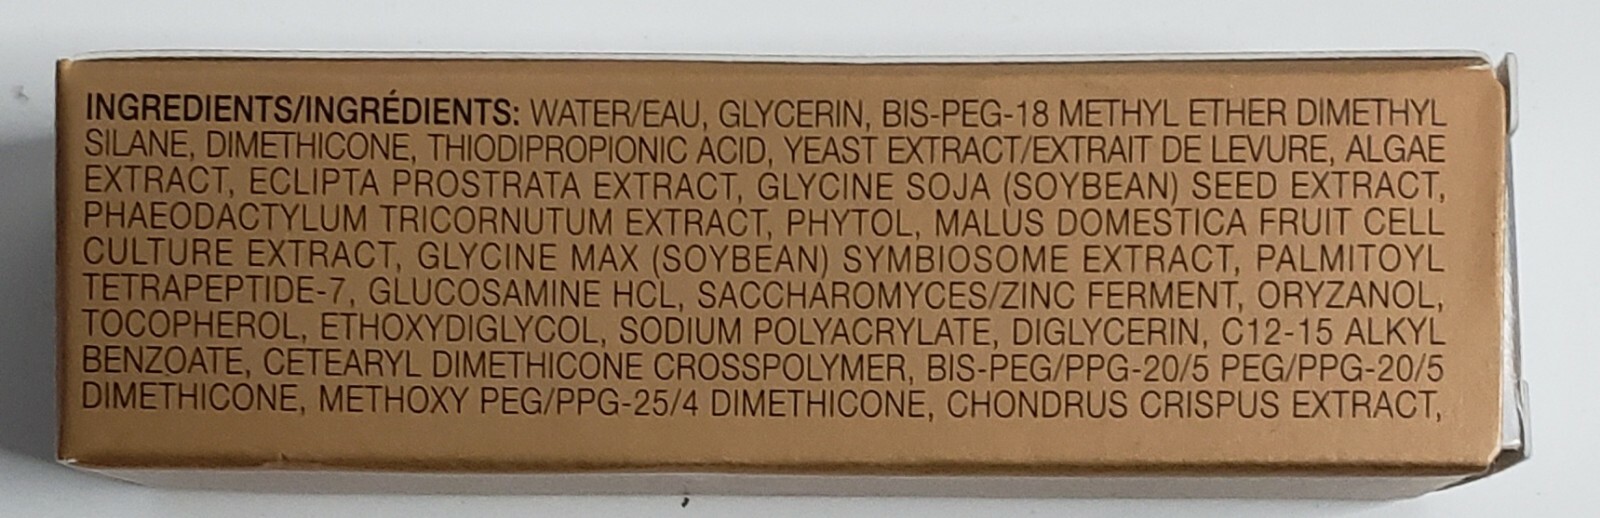 INGREDIENTS/INGRÉDIENTS: WATER/EAU, GLYCERIN, BIS-PEG-18 METHYL ETHER DIMETHYL
SILANE, DIMETHICONE, THIODIPROPIONIC ACID, YEAST EXTRACT/EXTRAIT DE LEVURE, ALGAE
EXTRACT, ECLIPTA PROSTRATA EXTRACT, GLYCINE SOJA (SOYBEAN) SEED EXTRACT,
PHAEODACTYLUM TRICORNUTUM EXTRACT, PHYTOL, MALUS DOMESTICA FRUIT CELL
CULTURE EXTRACT, GLYCINE MAX (SOYBEAN) SYMBIOSOME EXTRACT, PALMITOYL
TETRAPEPTIDE-7, GLUCOSAMINE HCL, SACCHAROMYCES/ZINC FERMENT, ORYZANOL,
TOCOPHEROL, ETHOXYDIGLYCOL, SODIUM POLYACRYLATE, DIGLYCERIN, C12-15 ALKYL
BENZOATE, CETEARYL DIMETHICONE CROSSPOLYMER, BIS-PEG/PPG-20/5 PEG/PPG-20/5
DIMETHICONE, METHOXY PEG/PPG-25/4 DIMETHICONE, CHONDRUS CRISPUS EXTRACT,